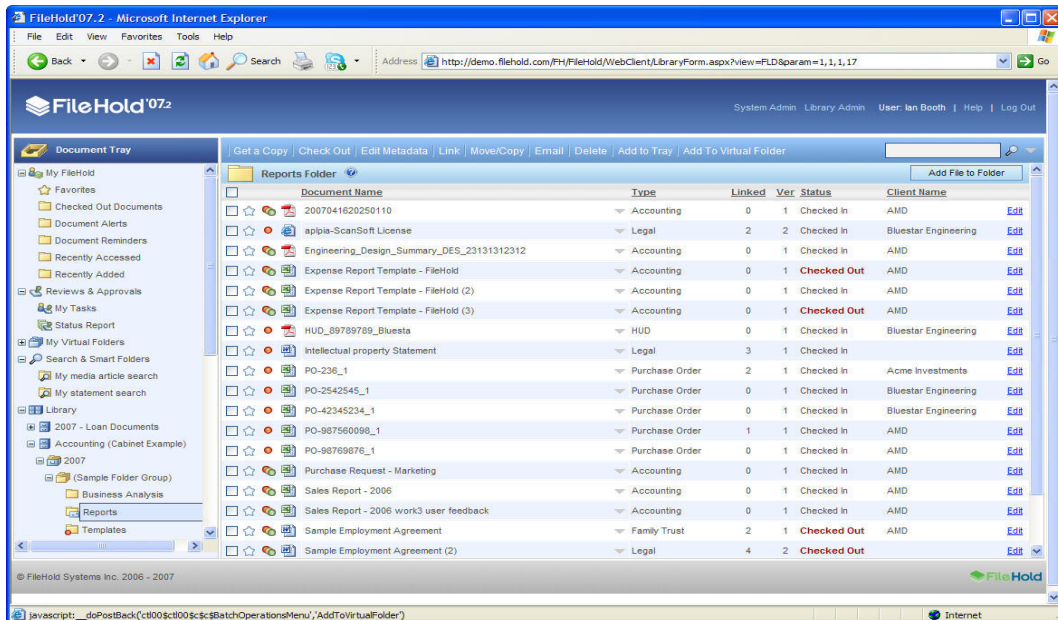 FileHold'07.2 - Microsoft Internet Explorer
File Edit View Favorites Tools Help
Back Search Address http://demo.filehold.com/FH/FileHold/WebClient/LibraryForm.aspx?view=FLD&param=1,1,1,17 Go
FileHold'07.2 System Admin Library Admin User: Ian Booth | Help | Log Out
Document Tray Get a Copy | Check Out | Edit Metadata | Link | Move/Copy | Email | Delete | Add to Tray | Add To Virtual Folder
My FileHold
Favorites
Checked Out Documents
Document Alerts
Document Reminders
Recently Accessed
Recently Added
Reviews & Approvals
My Tasks
Status Report
My Virtual Folders
Search & Smart Folders
My media article search
My statement search
Library
2007 - Loan Documents
Accounting (Cabinet Example)
2007
(Sample Folder Group)
Business Analysis
Reports
Templates
Reports Folder Add File to Folder
Document Name Type Linked Ver Status Client Name
2007041620250110 Accounting 0 1 Checked In AMD Edit
aplpia-ScanSoft License Legal 2 2 Checked In Bluestar Engineering Edit
Engineering_Design_Summary_DES_23131312312 Accounting 0 1 Checked In AMD Edit
Expense Report Template - FileHold Accounting 0 1 Checked Out AMD Edit
Expense Report Template - FileHold (2) Accounting 0 1 Checked In AMD Edit
Expense Report Template - FileHold (3) Accounting 0 1 Checked Out AMD Edit
HUD_89789789_Bluesta HUD 0 1 Checked In Bluestar Engineering Edit
Intellectual property Statement Legal 3 1 Checked In Edit
PO-236_1 Purchase Order 2 1 Checked In Acme Investments Edit
PO-2542545_1 Purchase Order 0 1 Checked In Bluestar Engineering Edit
PO-42345234_1 Purchase Order 0 1 Checked In Bluestar Engineering Edit
PO-987560098_1 Purchase Order 1 1 Checked In Edit
PO-98769876_1 Purchase Order 0 1 Checked In Edit
Purchase Request - Marketing Accounting 0 1 Checked In AMD Edit
Sales Report - 2006 Accounting 0 1 Checked In AMD Edit
Sales Report - 2006 work3 user feedback Accounting 0 1 Checked In AMD Edit
Sample Employment Agreement Family Trust 2 1 Checked Out AMD Edit
Sample Employment Agreement (2) Legal 4 2 Checked Out Edit
© FileHold Systems Inc. 2006 - 2007 FileHold
javascript:__doPostBack('ctl00$ctl00$c$c$BatchOperationsMenu','AddToVirtualFolder') Internet